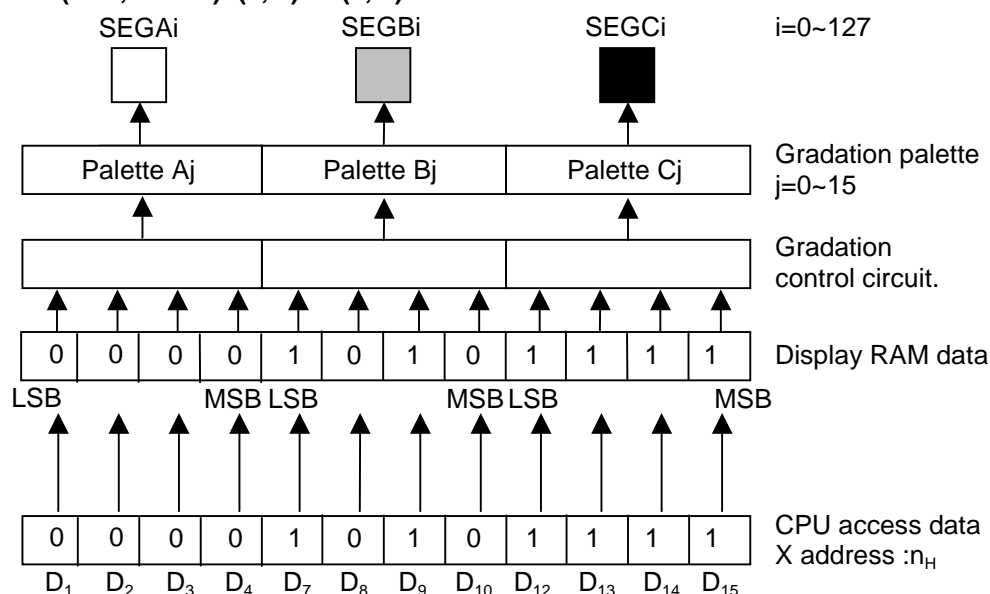 SEGAi SEGBi SEGCi i=0~127
Palette Aj Palette Bj Palette Cj Gradation palette
j=0~15
Gradation
control circuit.
0 0 0 0 1 0 1 0 1 1 1 1 Display RAM data
LSB MSB LSB MSB LSB MSB
0 0 0 0 1 0 1 0 1 1 1 1 CPU access data
X address :nH
D1 D2 D3 D4 D7 D8 D9 D10 D12 D13 D14 D15